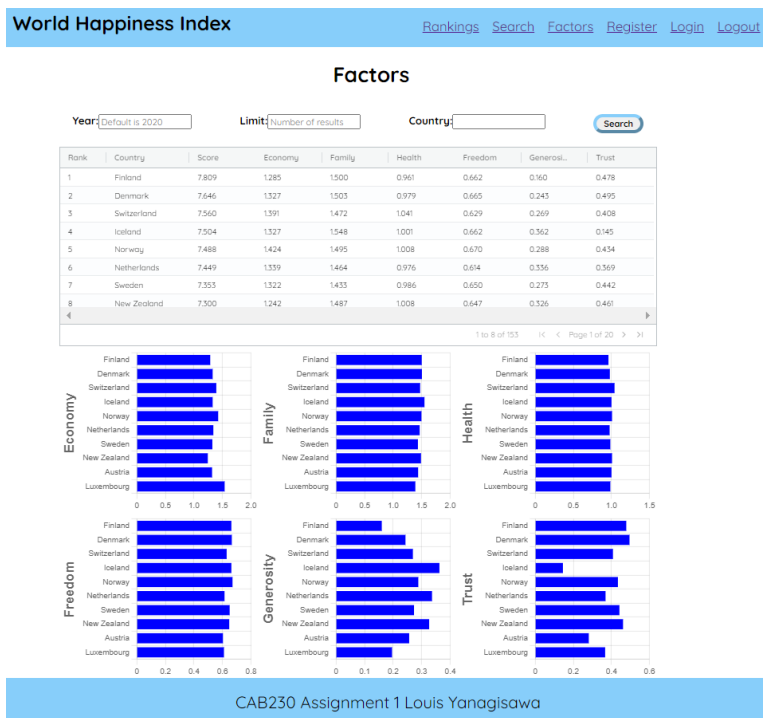 World Happiness Index
Rankings Search Factors Register Login Logout
Factors
Year: Default is 2020 Limit: Number of results Country: Search
Rank Country Score Economy Family Health Freedom Generosi... Trust
1 Finland 7.809 1.285 1.500 0.961 0.662 0.160 0.478
2 Denmark 7.646 1.327 1.503 0.979 0.665 0.243 0.495
3 Switzerland 7.560 1.391 1.472 1.041 0.629 0.269 0.408
4 Iceland 7.504 1.327 1.548 1.001 0.662 0.362 0.145
5 Norway 7.488 1.424 1.495 1.008 0.670 0.288 0.434
6 Netherlands 7.449 1.339 1.464 0.976 0.614 0.336 0.369
7 Sweden 7.353 1.322 1.433 0.986 0.650 0.273 0.442
8 New Zealand 7.300 1.242 1.487 1.008 0.647 0.326 0.461
1 to 8 of 153 Page 1 of 20
Economy
Finland
Denmark
Switzerland
Iceland
Norway
Netherlands
Sweden
New Zealand
Austria
Luxembourg
0 0.5 1.0 1.5 2.0
Family
Finland
Denmark
Switzerland
Iceland
Norway
Netherlands
Sweden
New Zealand
Austria
Luxembourg
0 0.5 1.0 1.5 2.0
Health
Finland
Denmark
Switzerland
Iceland
Norway
Netherlands
Sweden
New Zealand
Austria
Luxembourg
0 0.5 1.0 1.5
Freedom
Finland
Denmark
Switzerland
Iceland
Norway
Netherlands
Sweden
New Zealand
Austria
Luxembourg
0 0.2 0.4 0.6 0.8
Generosity
Finland
Denmark
Switzerland
Iceland
Norway
Netherlands
Sweden
New Zealand
Austria
Luxembourg
0 0.1 0.2 0.3 0.4
Trust
Finland
Denmark
Switzerland
Iceland
Norway
Netherlands
Sweden
New Zealand
Austria
Luxembourg
0 0.2 0.4 0.6
CAB230 Assignment 1 Louis Yanagisawa